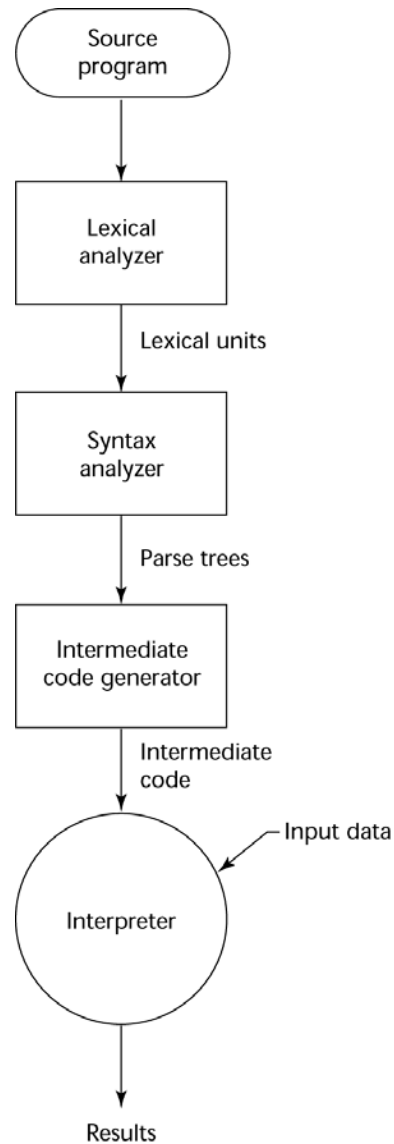 Source
program
Lexical
analyzer
Lexical units
Syntax
analyzer
Parse trees
Intermediate
code generator
Intermediate
code
Input data
Interpreter
Results